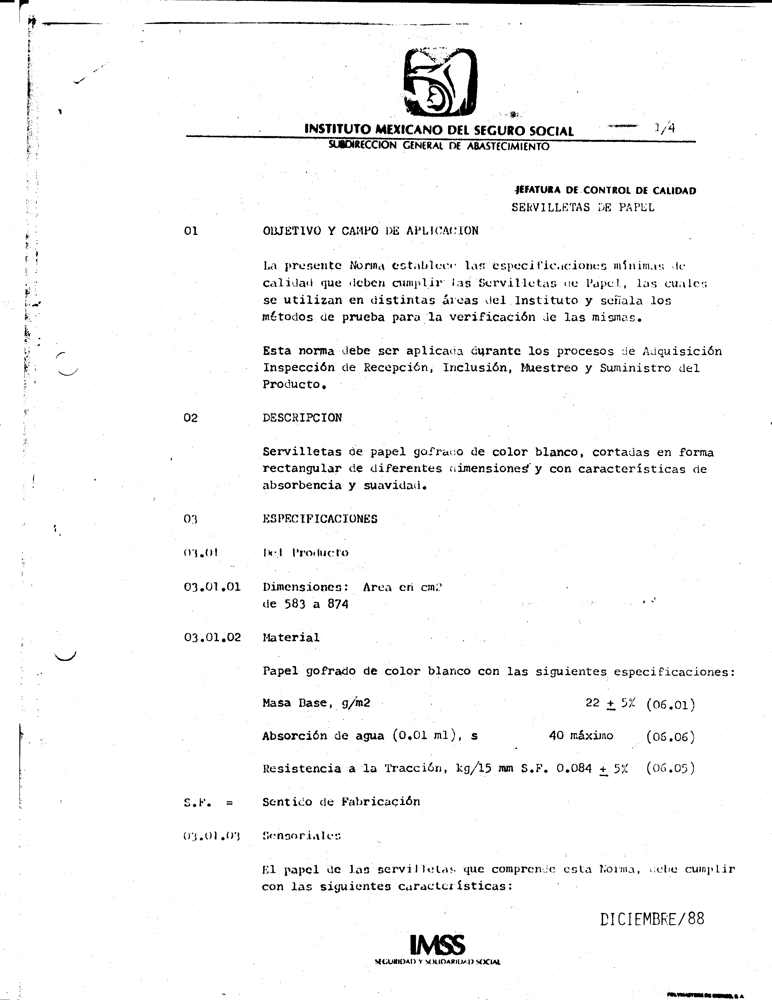 INSTITUTO MEXICANO DEL SEGURO SOCIAL 1/4
SUBDIRECCION GENERAL DE ABASTECIMIENTO
JEFATURA DE CONTROL DE CALIDAD
SERVILLETAS DE PAPEL
01 OBJETIVO Y CAMPO DE APLICACION
La presente Norma establece las especificaciones mínimas de
calidad que deben cumplir las Servilletas de Papel, las cuales
se utilizan en distintas áreas del Instituto y señala los
métodos de prueba para la verificación de las mismas.
Esta norma debe ser aplicada durante los procesos de Adquisición
Inspección de Recepción, Inclusión, Muestreo y Suministro del
Producto.
02 DESCRIPCION
Servilletas de papel gofrado de color blanco, cortadas en forma
rectangular de diferentes dimensiones y con características de
absorbencia y suavidad.
03 ESPECIFICACIONES
03.01 Del Producto
03.01.01 Dimensiones: Area en cm2
de 583 a 874
03.01.02 Material
Papel gofrado de color blanco con las siguientes especificaciones:
Masa Base, g/m2 22 ± 5% (06.01)
Absorción de agua (0.01 ml), s 40 máximo (06.06)
Resistencia a la Tracción, kg/15 mm S.F. 0.084 ± 5% (06.05)
S.F. = Sentido de Fabricación
03.01.03 Sensoriales
El papel de las servilletas que comprende esta Norma, debe cumplir
con las siguientes características:
DICIEMBRE/88
IMSS
SEGURIDAD Y SOLIDARIDAD SOCIAL
POLYMASTERS DE MEXICO, S. A.